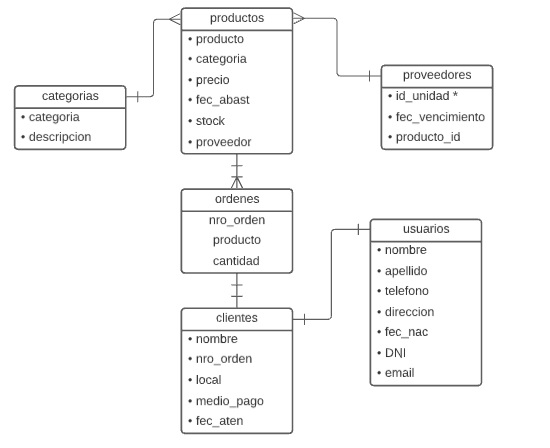 productos
• producto
• categoria
• precio
• fec_abast
• stock
• proveedor
categorias
• categoria
• descripcion
proveedores
• id_unidad *
• fec_vencimiento
• producto_id
ordenes
nro_orden
producto
cantidad
usuarios
• nombre
• apellido
• telefono
• direccion
• fec_nac
• DNI
• email
clientes
• nombre
• nro_orden
• local
• medio_pago
• fec_aten